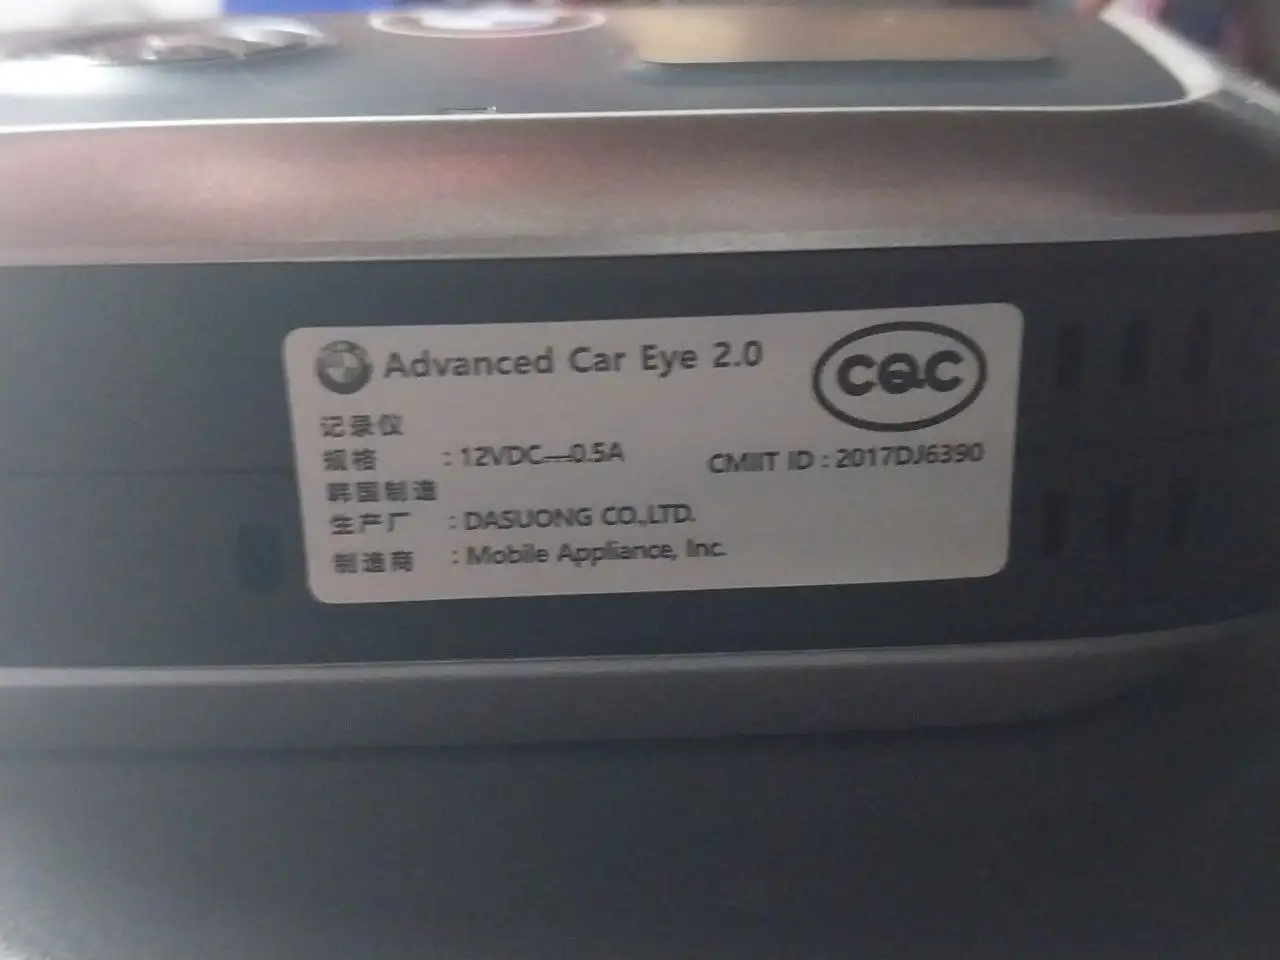 Advanced Car Eye 2.0
CQC
记录仪
规格 : 12VDC⎓0.5A
CMIIT ID : 2017DJ6390
韩国制造
生产厂 : DASUONG CO.,LTD.
制造商 : Mobile Appliance, Inc.